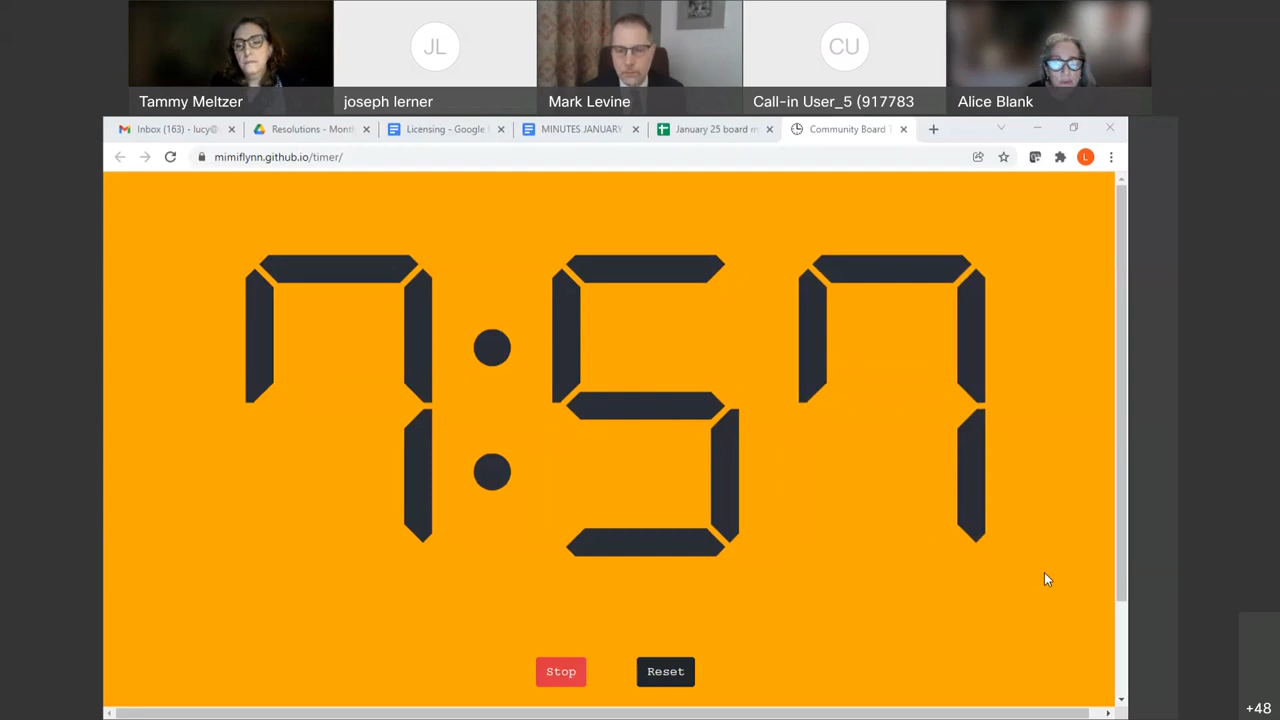 JL
CU
Tammy Meltzer
joseph lerner
Mark Levine
Call-in User_5 (917783
Alice Blank
Inbox (163) - lucy@
Resolutions - Mont
Licensing - Google
MINUTES JANUARY
January 25 board m
Community Board T
mimiflynn.github.io/timer/
L
7:57
Stop
Reset
+48